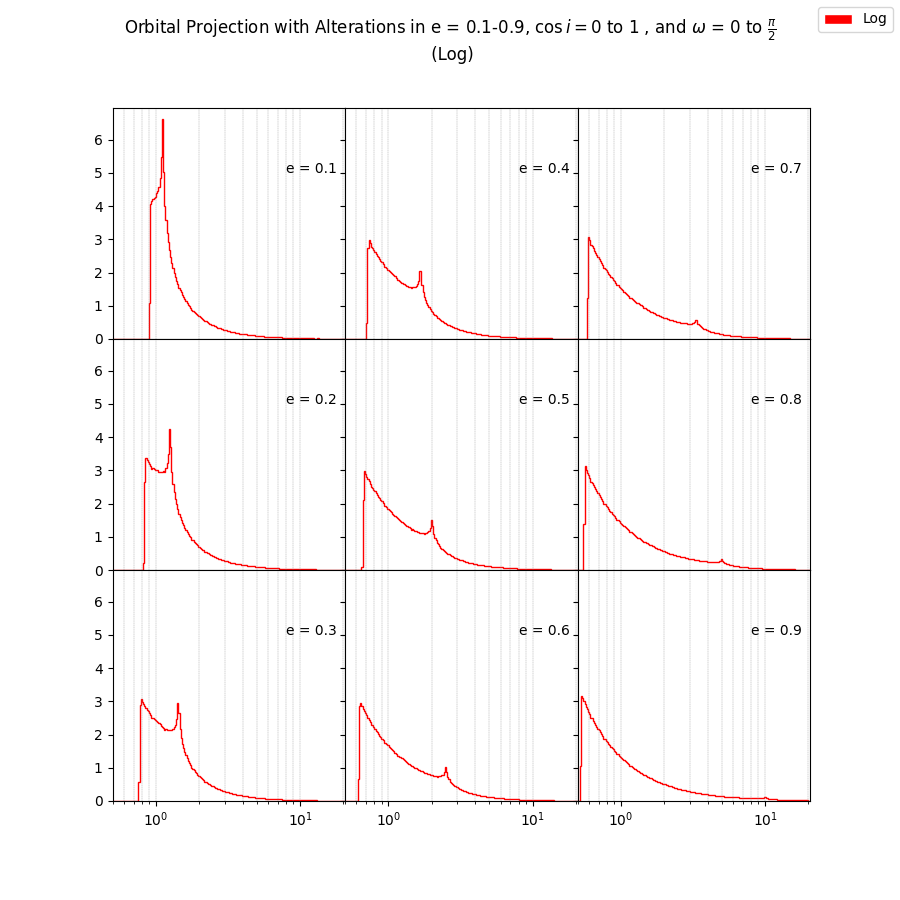 Orbital Projection with Alterations in e = 0.1-0.9, cos i = 0 to 1 , and ω = 0 to π/2
(Log)
Log
e = 0.1
e = 0.4
e = 0.7
6
5
4
3
2
1
0
e = 0.2
e = 0.5
e = 0.8
6
5
4
3
2
1
0
e = 0.3
e = 0.6
e = 0.9
6
5
4
3
2
1
0
10⁰ 10¹ 10⁰ 10¹ 10⁰ 10¹